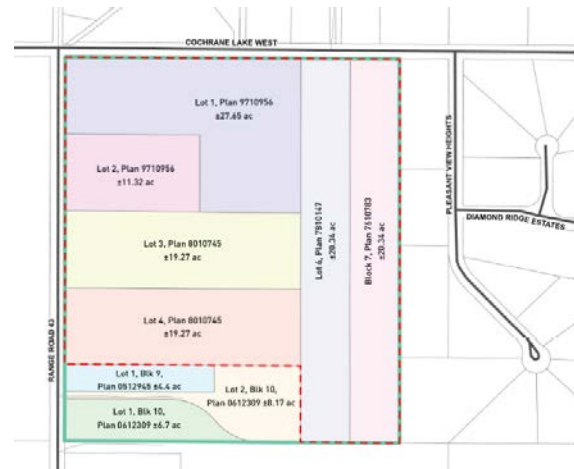 COCHRANE LAKE WEST
Lot 1, Plan 9710956
±27.65 ac
Lot 2, Plan 9710956
±11.32 ac
Lot 3, Plan 8010745
±19.27 ac
Lot 4, Plan 8010745
±19.27 ac
Lot 1, Blk 9,
Plan 0512945 ±4.4 ac
Lot 2, Blk 10,
Plan 0612309 ±8.17 ac
Lot 1, Blk 10,
Plan 0612309 ±6.7 ac
Lot 6, Plan 7810147
±20.34 ac
Block 7, Plan 7610783
±20.34 ac
RANGE ROAD 43
PLEASANT VIEW HEIGHTS
DIAMOND RIDGE ESTATES